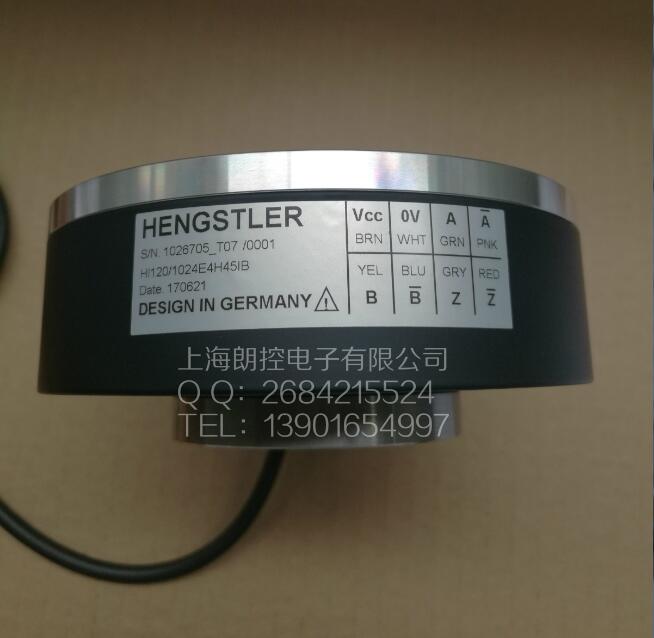 HENGSTLER
S/N. 1026705_T07 /0001
HI120/1024E4H45IB
Date. 170621
DESIGN IN GERMANY
Vcc 0V A A̅
BRN WHT GRN PNK
YEL BLU GRY RED
B B̅ Z Z̅
上海朗控电子有限公司
QQ: 2684215524
TEL: 13901654997